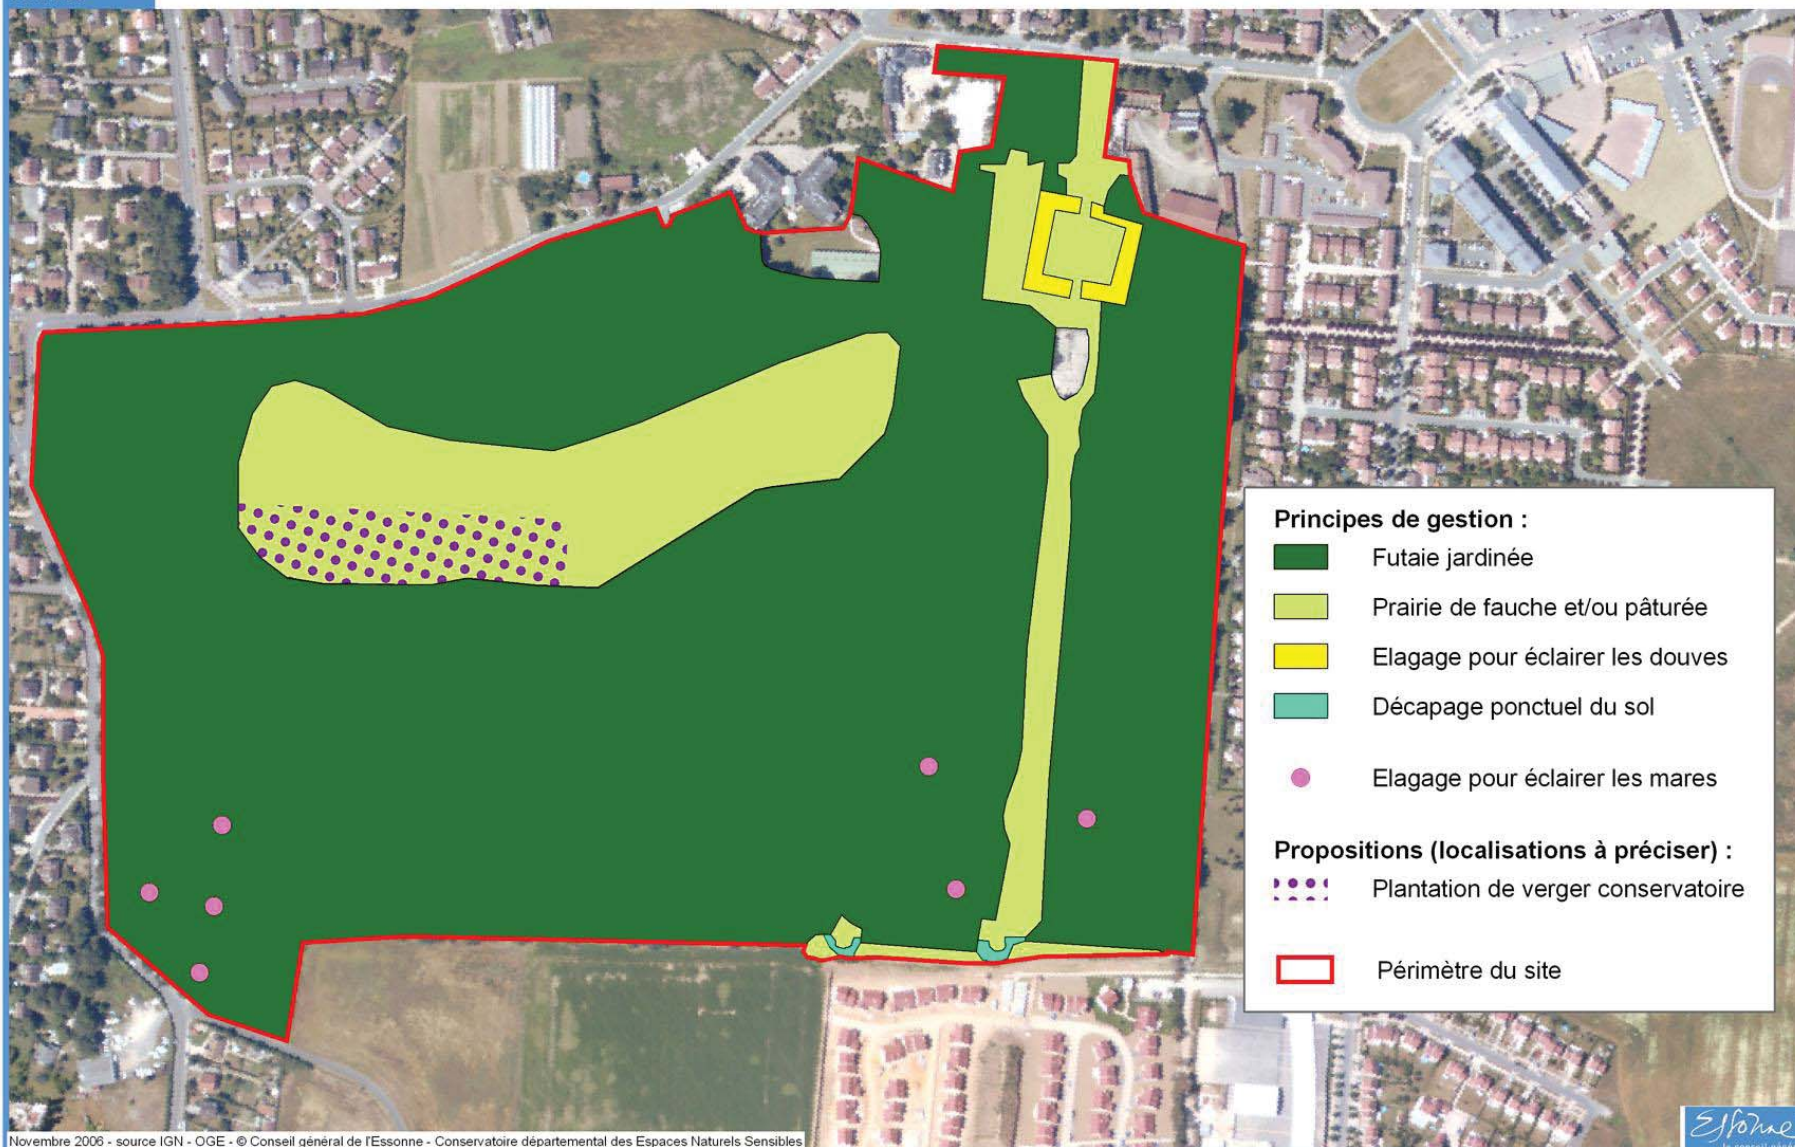 Principes de gestion :
Futaie jardinée
Prairie de fauche et/ou pâturée
Elagage pour éclairer les douves
Décapage ponctuel du sol
Elagage pour éclairer les mares
Propositions (localisations à préciser) :
Plantation de verger conservatoire
Périmètre du site
Novembre 2006 - source IGN - OGE - © Conseil général de l'Essonne - Conservatoire départemental des Espaces Naturels Sensibles
Essonne